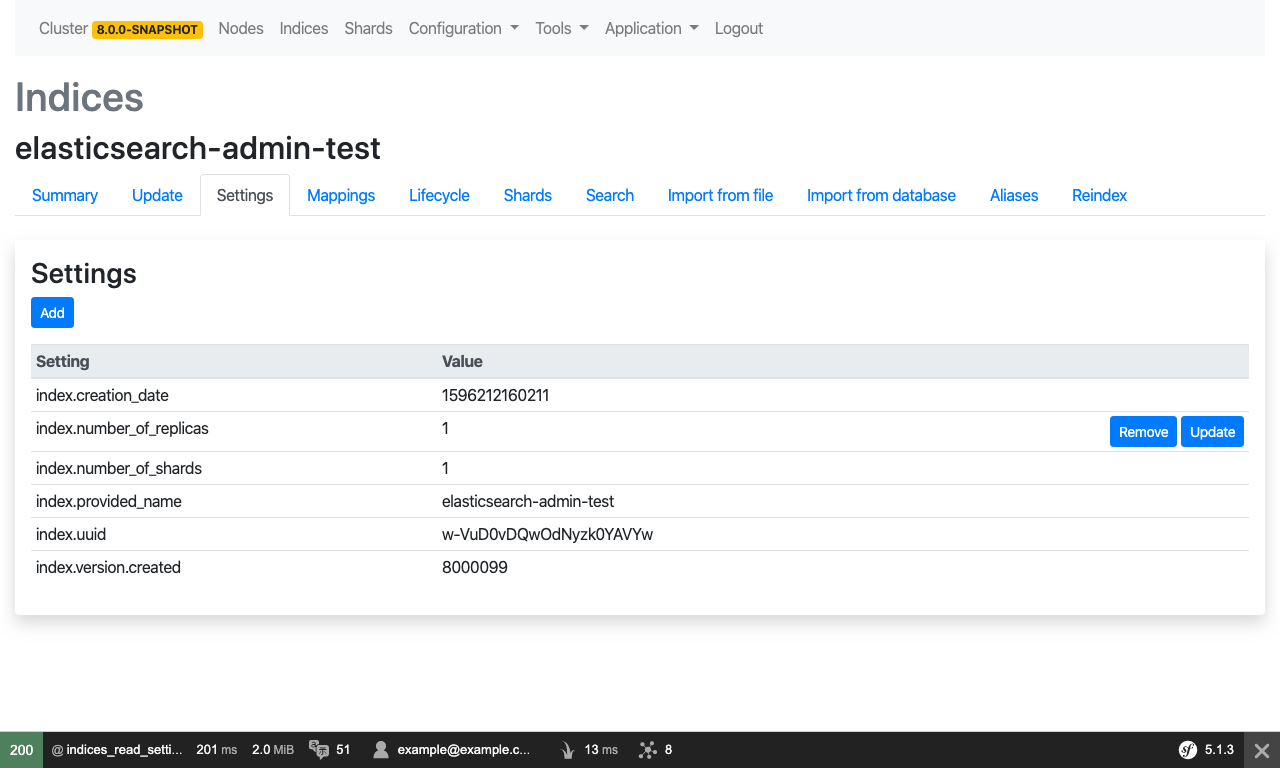 Cluster 8.0.0-SNAPSHOT Nodes Indices Shards Configuration Tools Application Logout
Indices
elasticsearch-admin-test
Summary Update Settings Mappings Lifecycle Shards Search Import from file Import from database Aliases Reindex
Settings
Add
Setting Value
index.creation_date 1596212160211
index.number_of_replicas 1 Remove Update
index.number_of_shards 1
index.provided_name elasticsearch-admin-test
index.uuid w-VuD0vDQwOdNyzk0YAVYw
index.version.created 8000099
200 @ indices_read_setti... 201 ms 2.0 MiB 51 example@example.c... 13 ms 8 sf 5.1.3